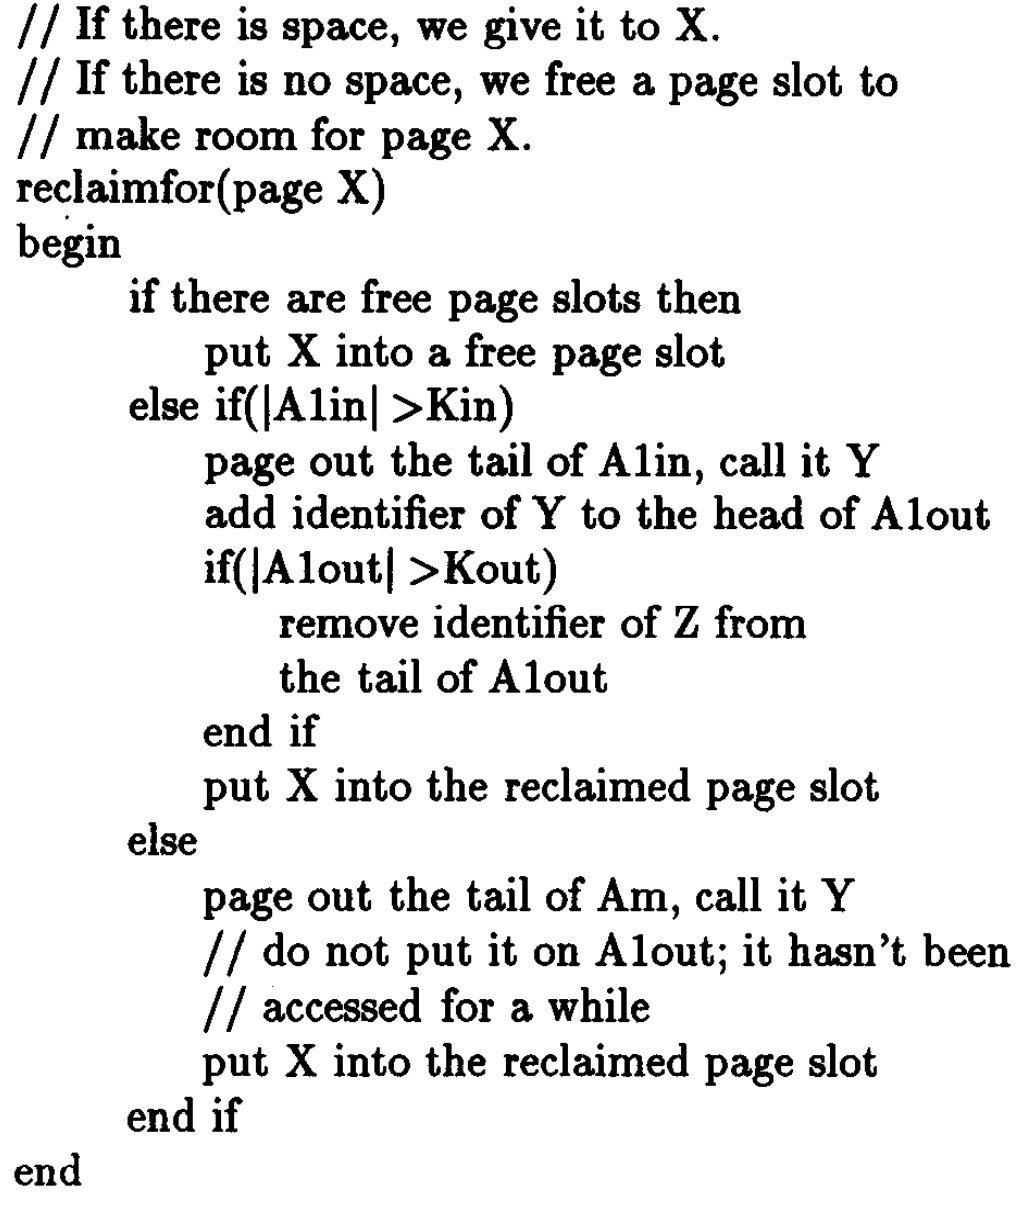 // If there is space, we give it to X.
// If there is no space, we free a page slot to
// make room for page X.
reclaimfor(page X)
begin
if there are free page slots then
put X into a free page slot
else if(|A1in| >Kin)
page out the tail of A1in, call it Y
add identifier of Y to the head of A1out
if(|A1out| >Kout)
remove identifier of Z from
the tail of A1out
end if
put X into the reclaimed page slot
else
page out the tail of Am, call it Y
// do not put it on A1out; it hasn't been
// accessed for a while
put X into the reclaimed page slot
end if
end